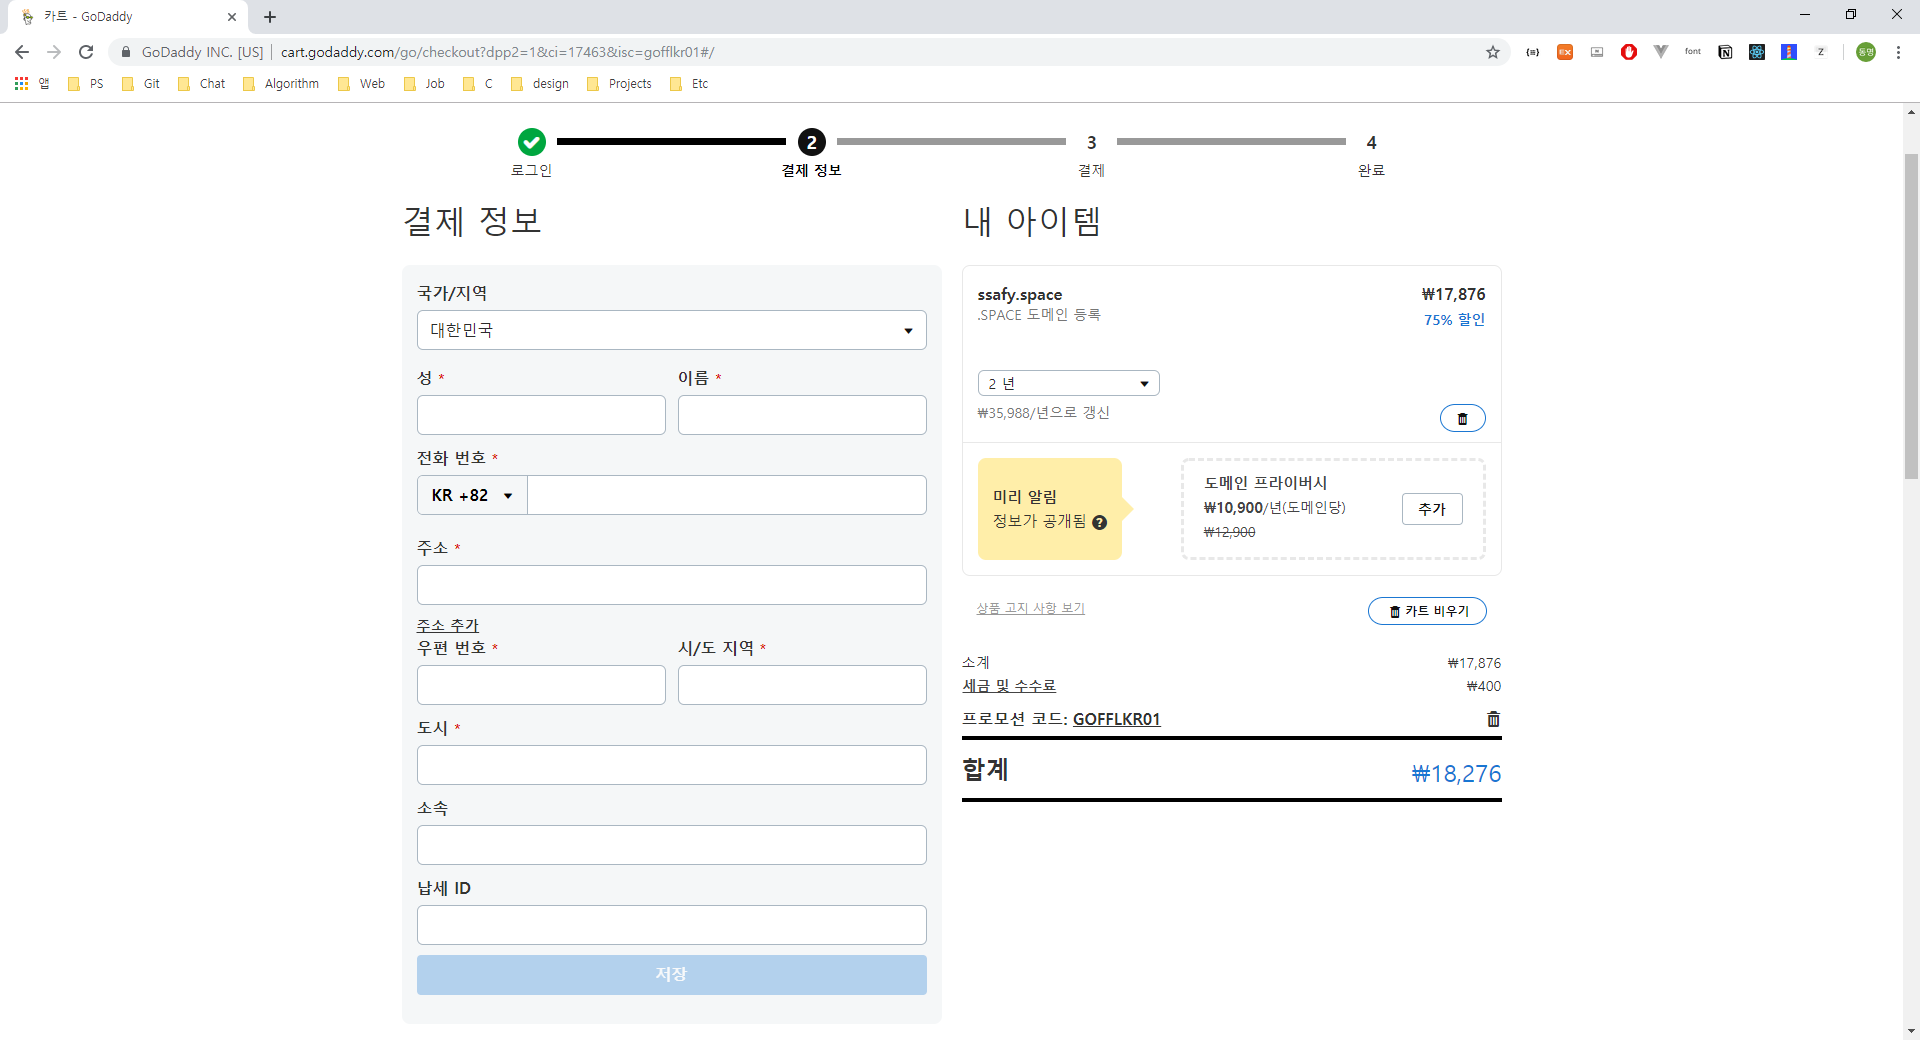 카트 - GoDaddy
GoDaddy INC. [US] | cart.godaddy.com/go/checkout?dpp2=1&ci=17463&isc=gofflkr01#/
font
Z
동명
앱 PS Git Chat Algorithm Web Job C design Projects Etc
2 3 4
로그인 결제 정보 결제 완료
결제 정보
국가/지역
대한민국
성 * 이름 *
전화 번호 *
KR +82
주소 *
주소 추가
우편 번호 * 시/도 지역 *
도시 *
소속
납세 ID
저장
내 아이템
ssafy.space ₩17,876
.SPACE 도메인 등록 75% 할인
2 년
₩35,988/년으로 갱신
미리 알림
정보가 공개됨 ?
도메인 프라이버시
₩10,900/년(도메인당)
₩12,900
추가
상품 고지 사항 보기
카트 비우기
소계 ₩17,876
세금 및 수수료 ₩400
프로모션 코드: GOFFLKR01
합계 ₩18,276